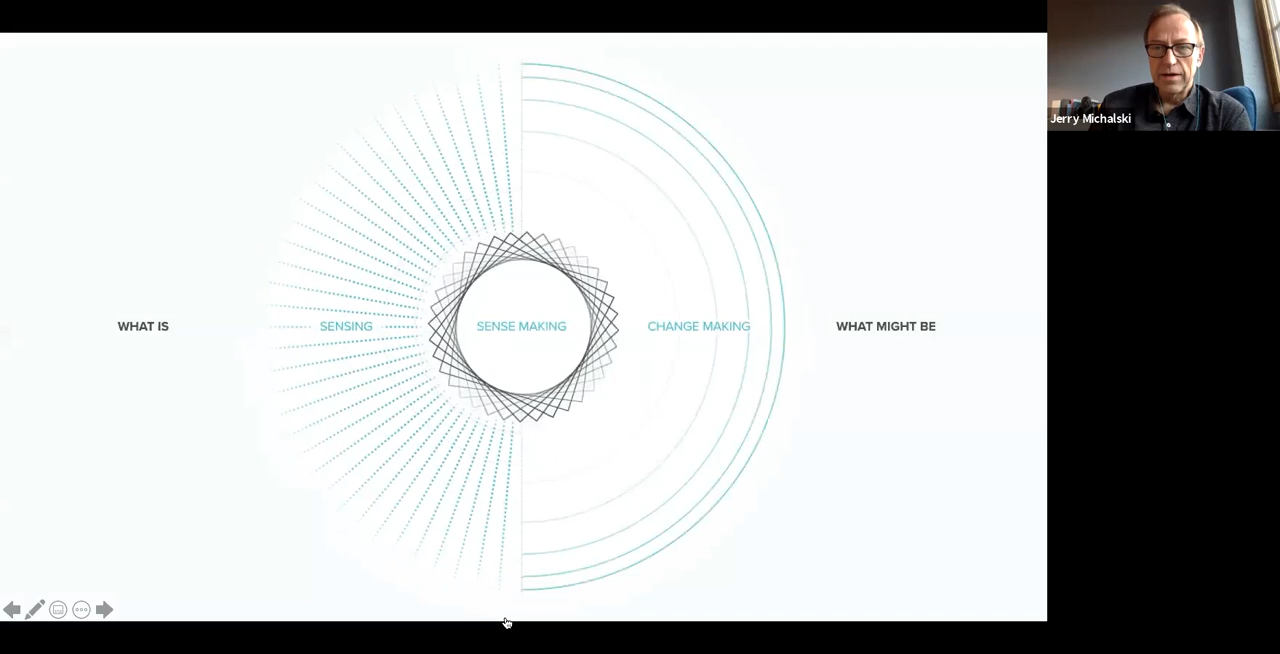 Jerry Michalski
WHAT IS
SENSING
SENSE MAKING
CHANGE MAKING
WHAT MIGHT BE